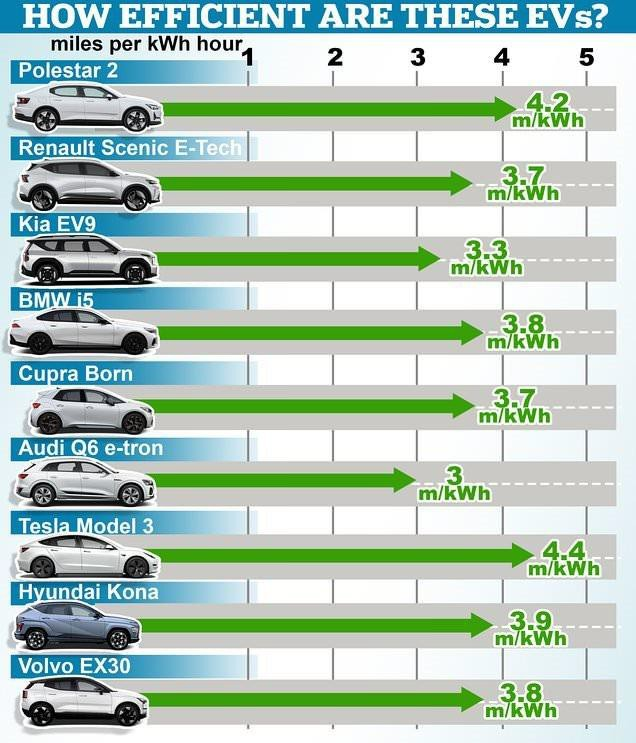 HOW EFFICIENT ARE THESE EVs?
miles per kWh hour
1 2 3 4 5
Polestar 2
4.2
m/kWh
Renault Scenic E-Tech
3.7
m/kWh
Kia EV9
3.3
m/kWh
BMW i5
3.8
m/kWh
Cupra Born
3.7
m/kWh
Audi Q6 e-tron
3
m/kWh
Tesla Model 3
4.4
m/kWh
Hyundai Kona
3.9
m/kWh
Volvo EX30
3.8
m/kWh